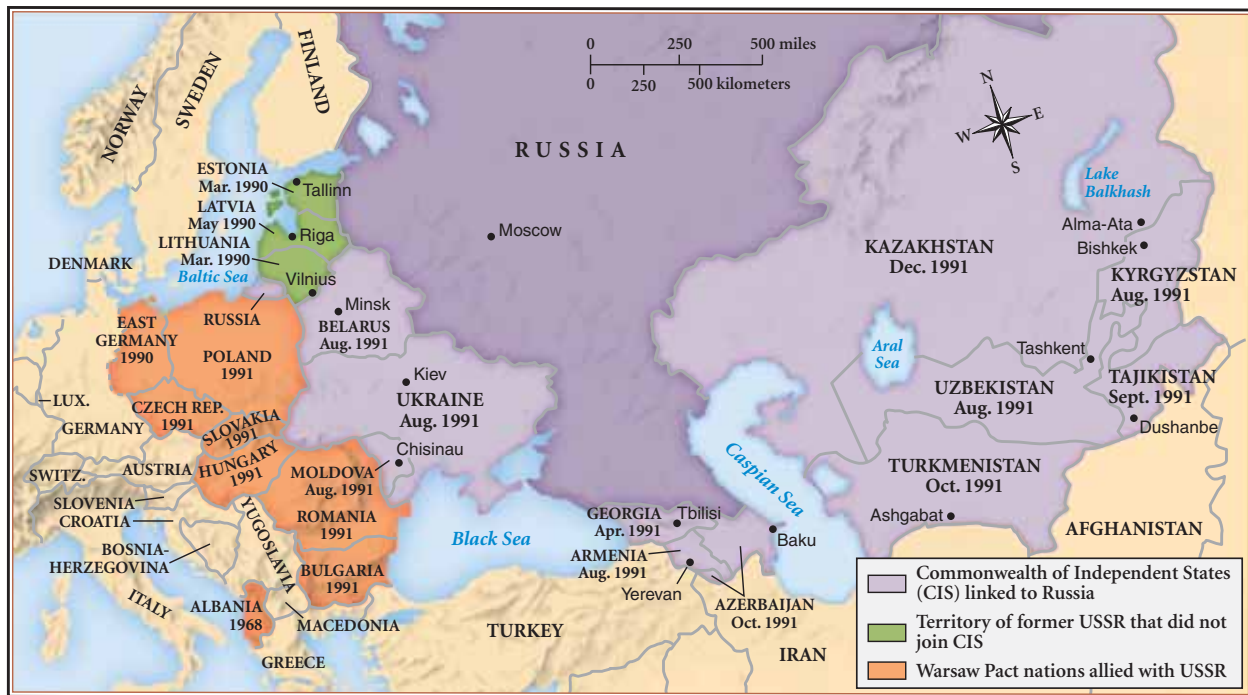 NORWAY
SWEDEN
FINLAND
0 250 500 miles
0 250 500 kilometers
RUSSIA
N
W E
S
ESTONIA
Mar. 1990
Tallinn
LATVIA
May 1990
Riga
LITHUANIA
Mar. 1990
Baltic Sea
Vilnius
Moscow
Lake
Balkhash
Alma-Ata
Bishkek
KAZAKHSTAN
Dec. 1991
KYRGYZSTAN
Aug. 1991
DENMARK
RUSSIA
Minsk
BELARUS
Aug. 1991
EAST
GERMANY
1990
POLAND
1991
Aral
Sea
Tashkent
TAJIKISTAN
Sept. 1991
Dushanbe
UZBEKISTAN
Aug. 1991
Kiev
UKRAINE
Aug. 1991
LUX.
GERMANY
CZECH REP.
1991
SLOVAKIA
1991
Chisinau
SWITZ.
AUSTRIA
HUNGARY
1991
MOLDOVA
Aug. 1991
Caspian Sea
TURKMENISTAN
Oct. 1991
Ashgabat
SLOVENIA
CROATIA
YUGOSLAVIA
ROMANIA
1991
GEORGIA
Apr. 1991
Tbilisi
Baku
AFGHANISTAN
BOSNIA-
HERZEGOVINA
Black Sea
ARMENIA
Aug. 1991
Yerevan
BULGARIA
1991
ITALY
ALBANIA
1968
MACEDONIA
AZERBAIJAN
Oct. 1991
TURKEY
GREECE
IRAN
Commonwealth of Independent States
(CIS) linked to Russia
Territory of former USSR that did not
join CIS
Warsaw Pact nations allied with USSR